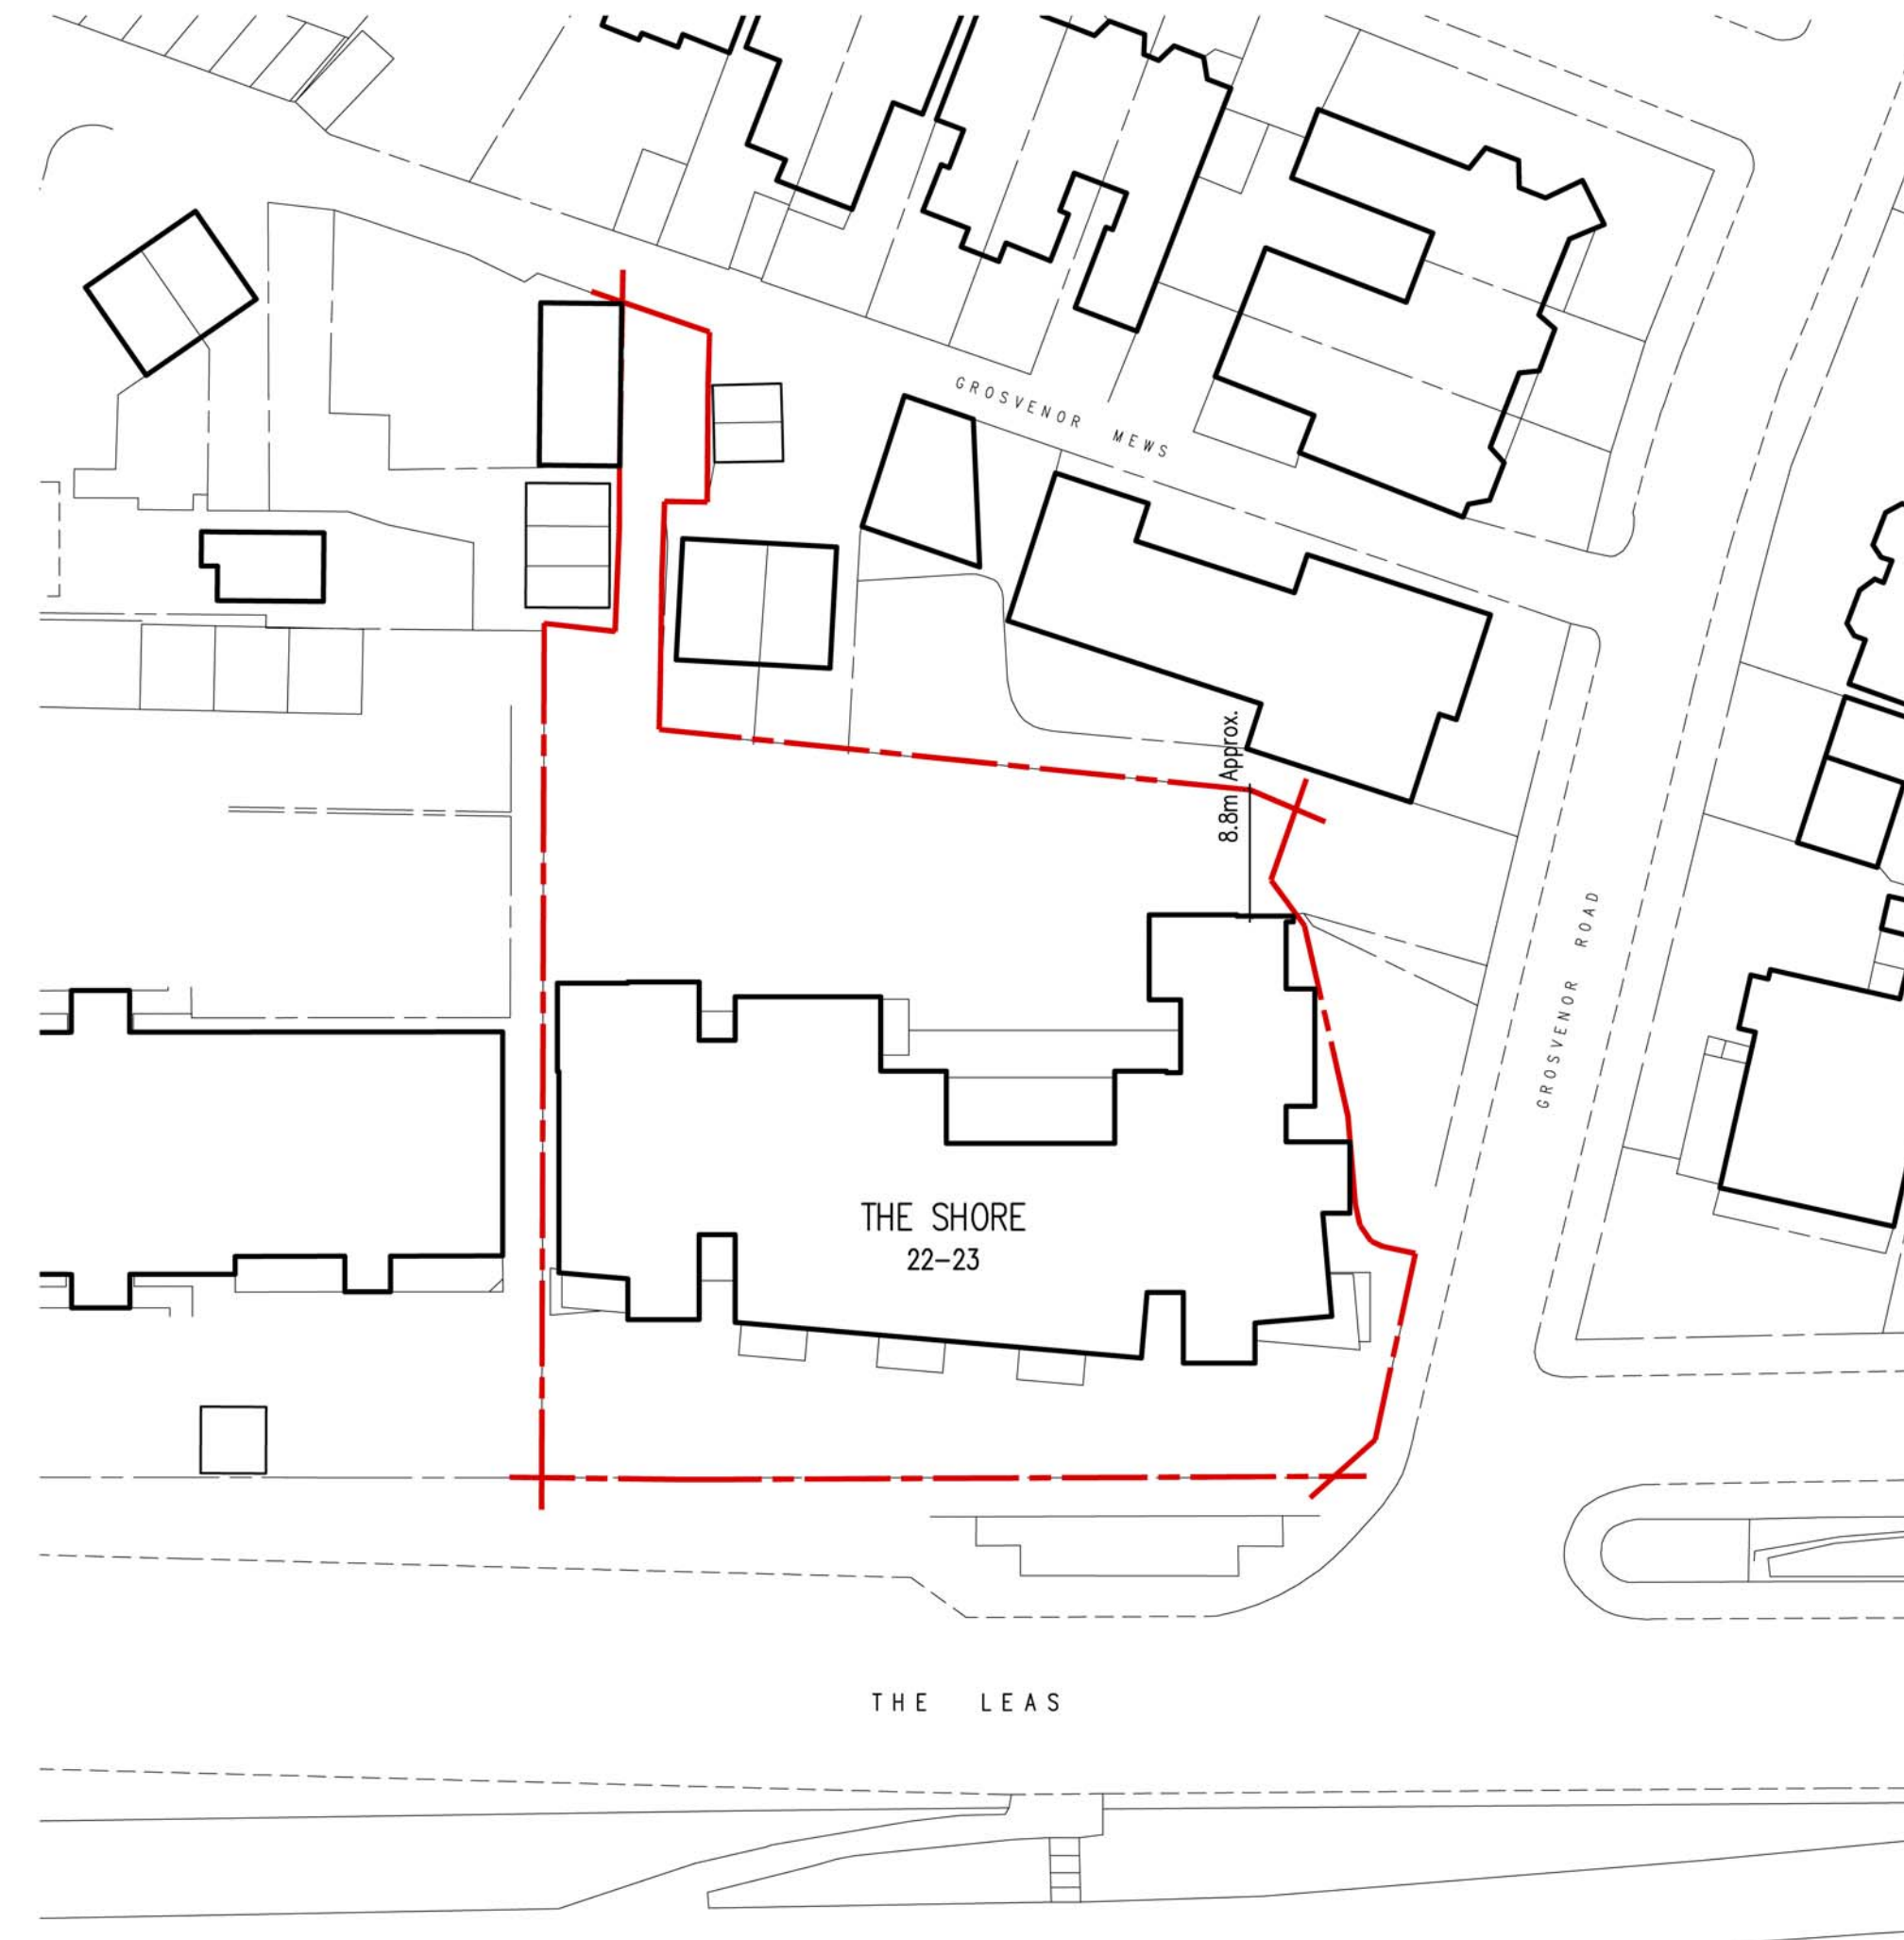 GROSVENOR MEWS
8.8m Approx.
GROSVENOR ROAD
THE SHORE
22-23
THE LEAS